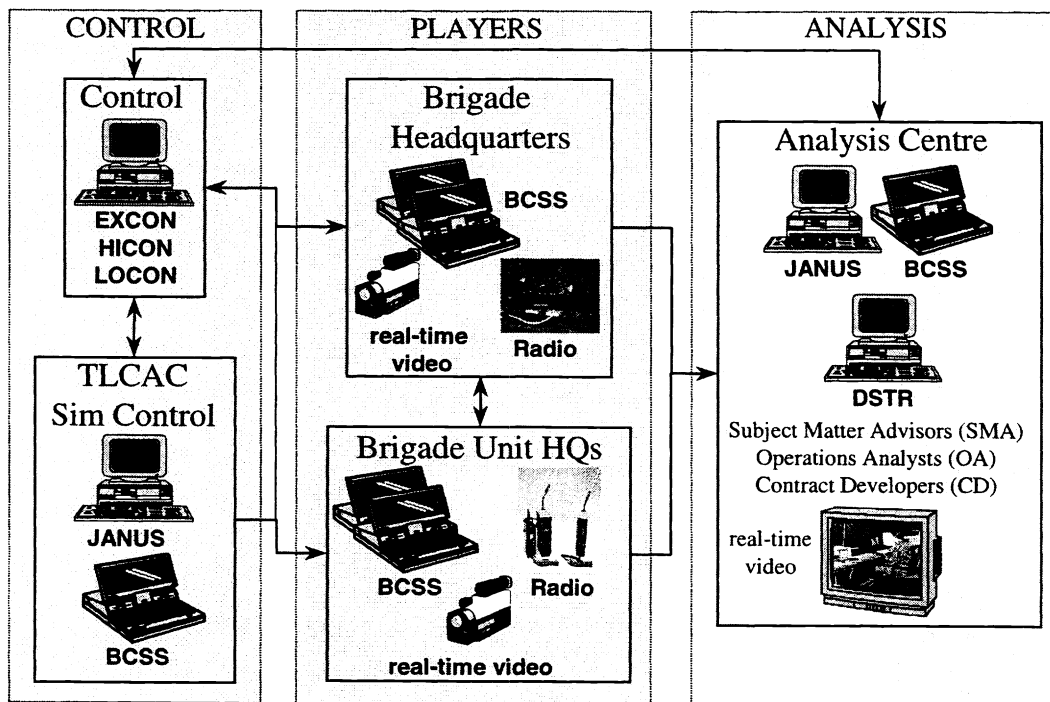 CONTROL
Control
EXCON
HICON
LOCON
TLCAC
Sim Control
JANUS
BCSS
PLAYERS
Brigade
Headquarters
BCSS
real-time
video
Radio
Brigade Unit HQs
BCSS
Radio
real-time video
ANALYSIS
Analysis Centre
JANUS
BCSS
DSTR
Subject Matter Advisors (SMA)
Operations Analysts (OA)
Contract Developers (CD)
real-time
video